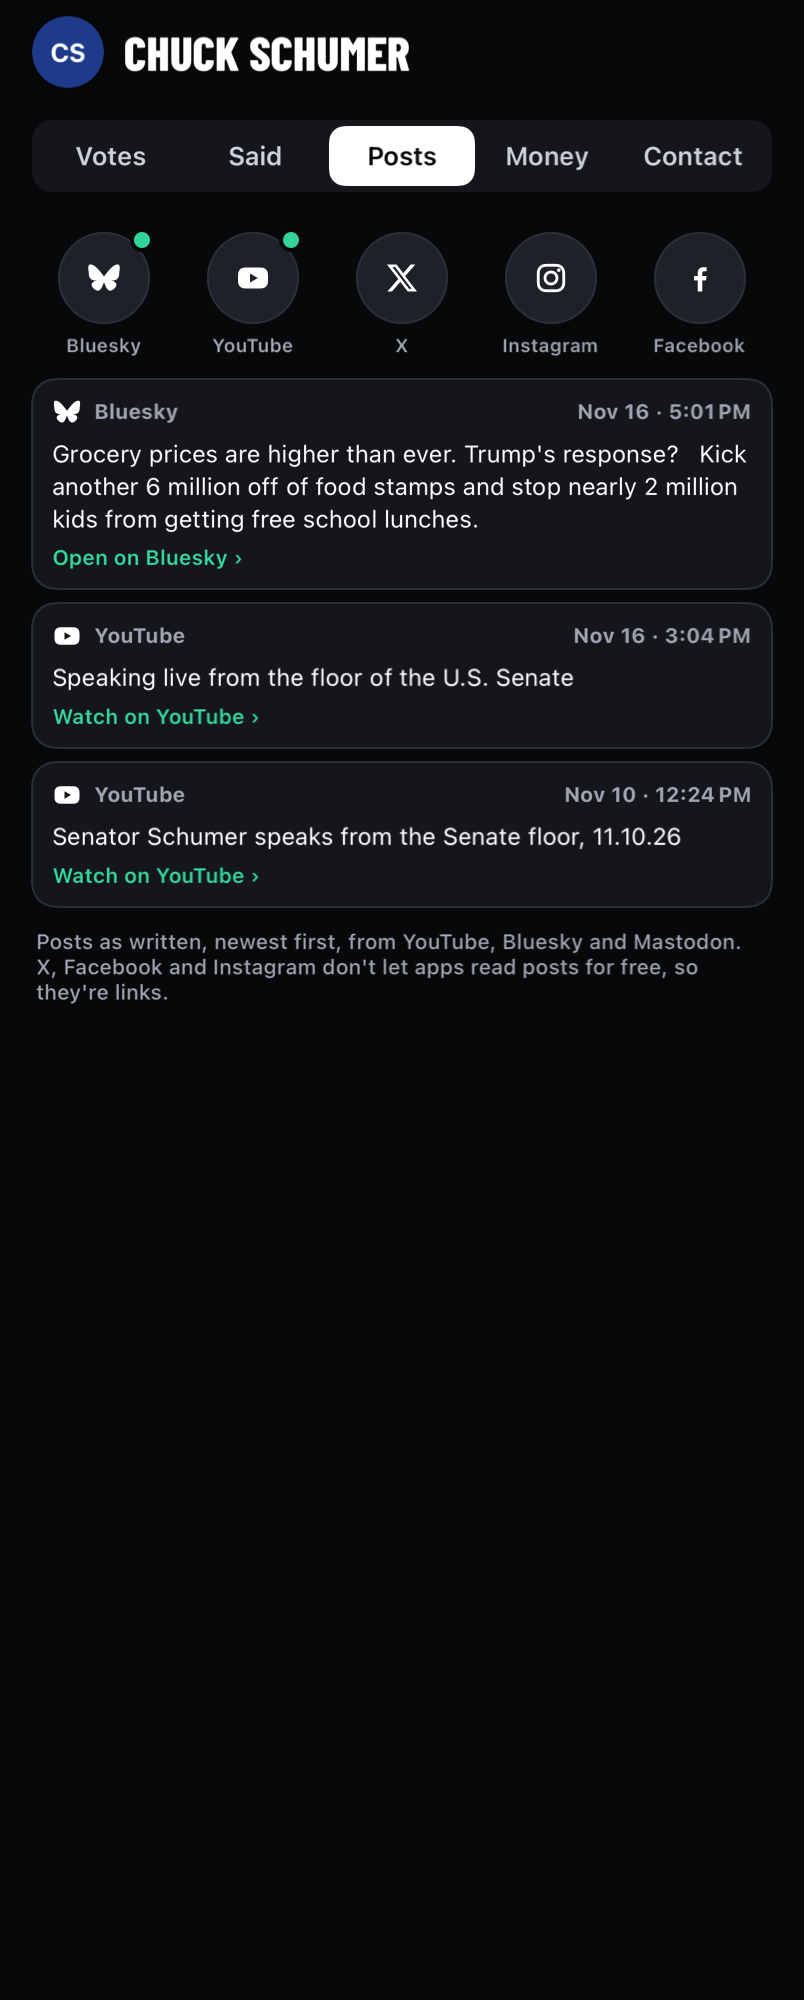 CS
CHUCK SCHUMER
Votes Said Posts Money Contact
Bluesky YouTube X Instagram Facebook
Bluesky Nov 16 · 5:01 PM
Grocery prices are higher than ever. Trump's response?   Kick
another 6 million off of food stamps and stop nearly 2 million
kids from getting free school lunches.
Open on Bluesky ›
YouTube Nov 16 · 3:04 PM
Speaking live from the floor of the U.S. Senate
Watch on YouTube ›
YouTube Nov 10 · 12:24 PM
Senator Schumer speaks from the Senate floor, 11.10.26
Watch on YouTube ›
Posts as written, newest first, from YouTube, Bluesky and Mastodon.
X, Facebook and Instagram don't let apps read posts for free, so
they're links.